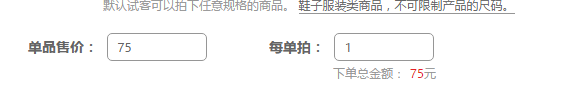 默认试客可以拍下任意规格的商品。 鞋子服装类商品，不可限制产品的尺码。
单品售价： 75 每单拍： 1
下单总金额： 75元